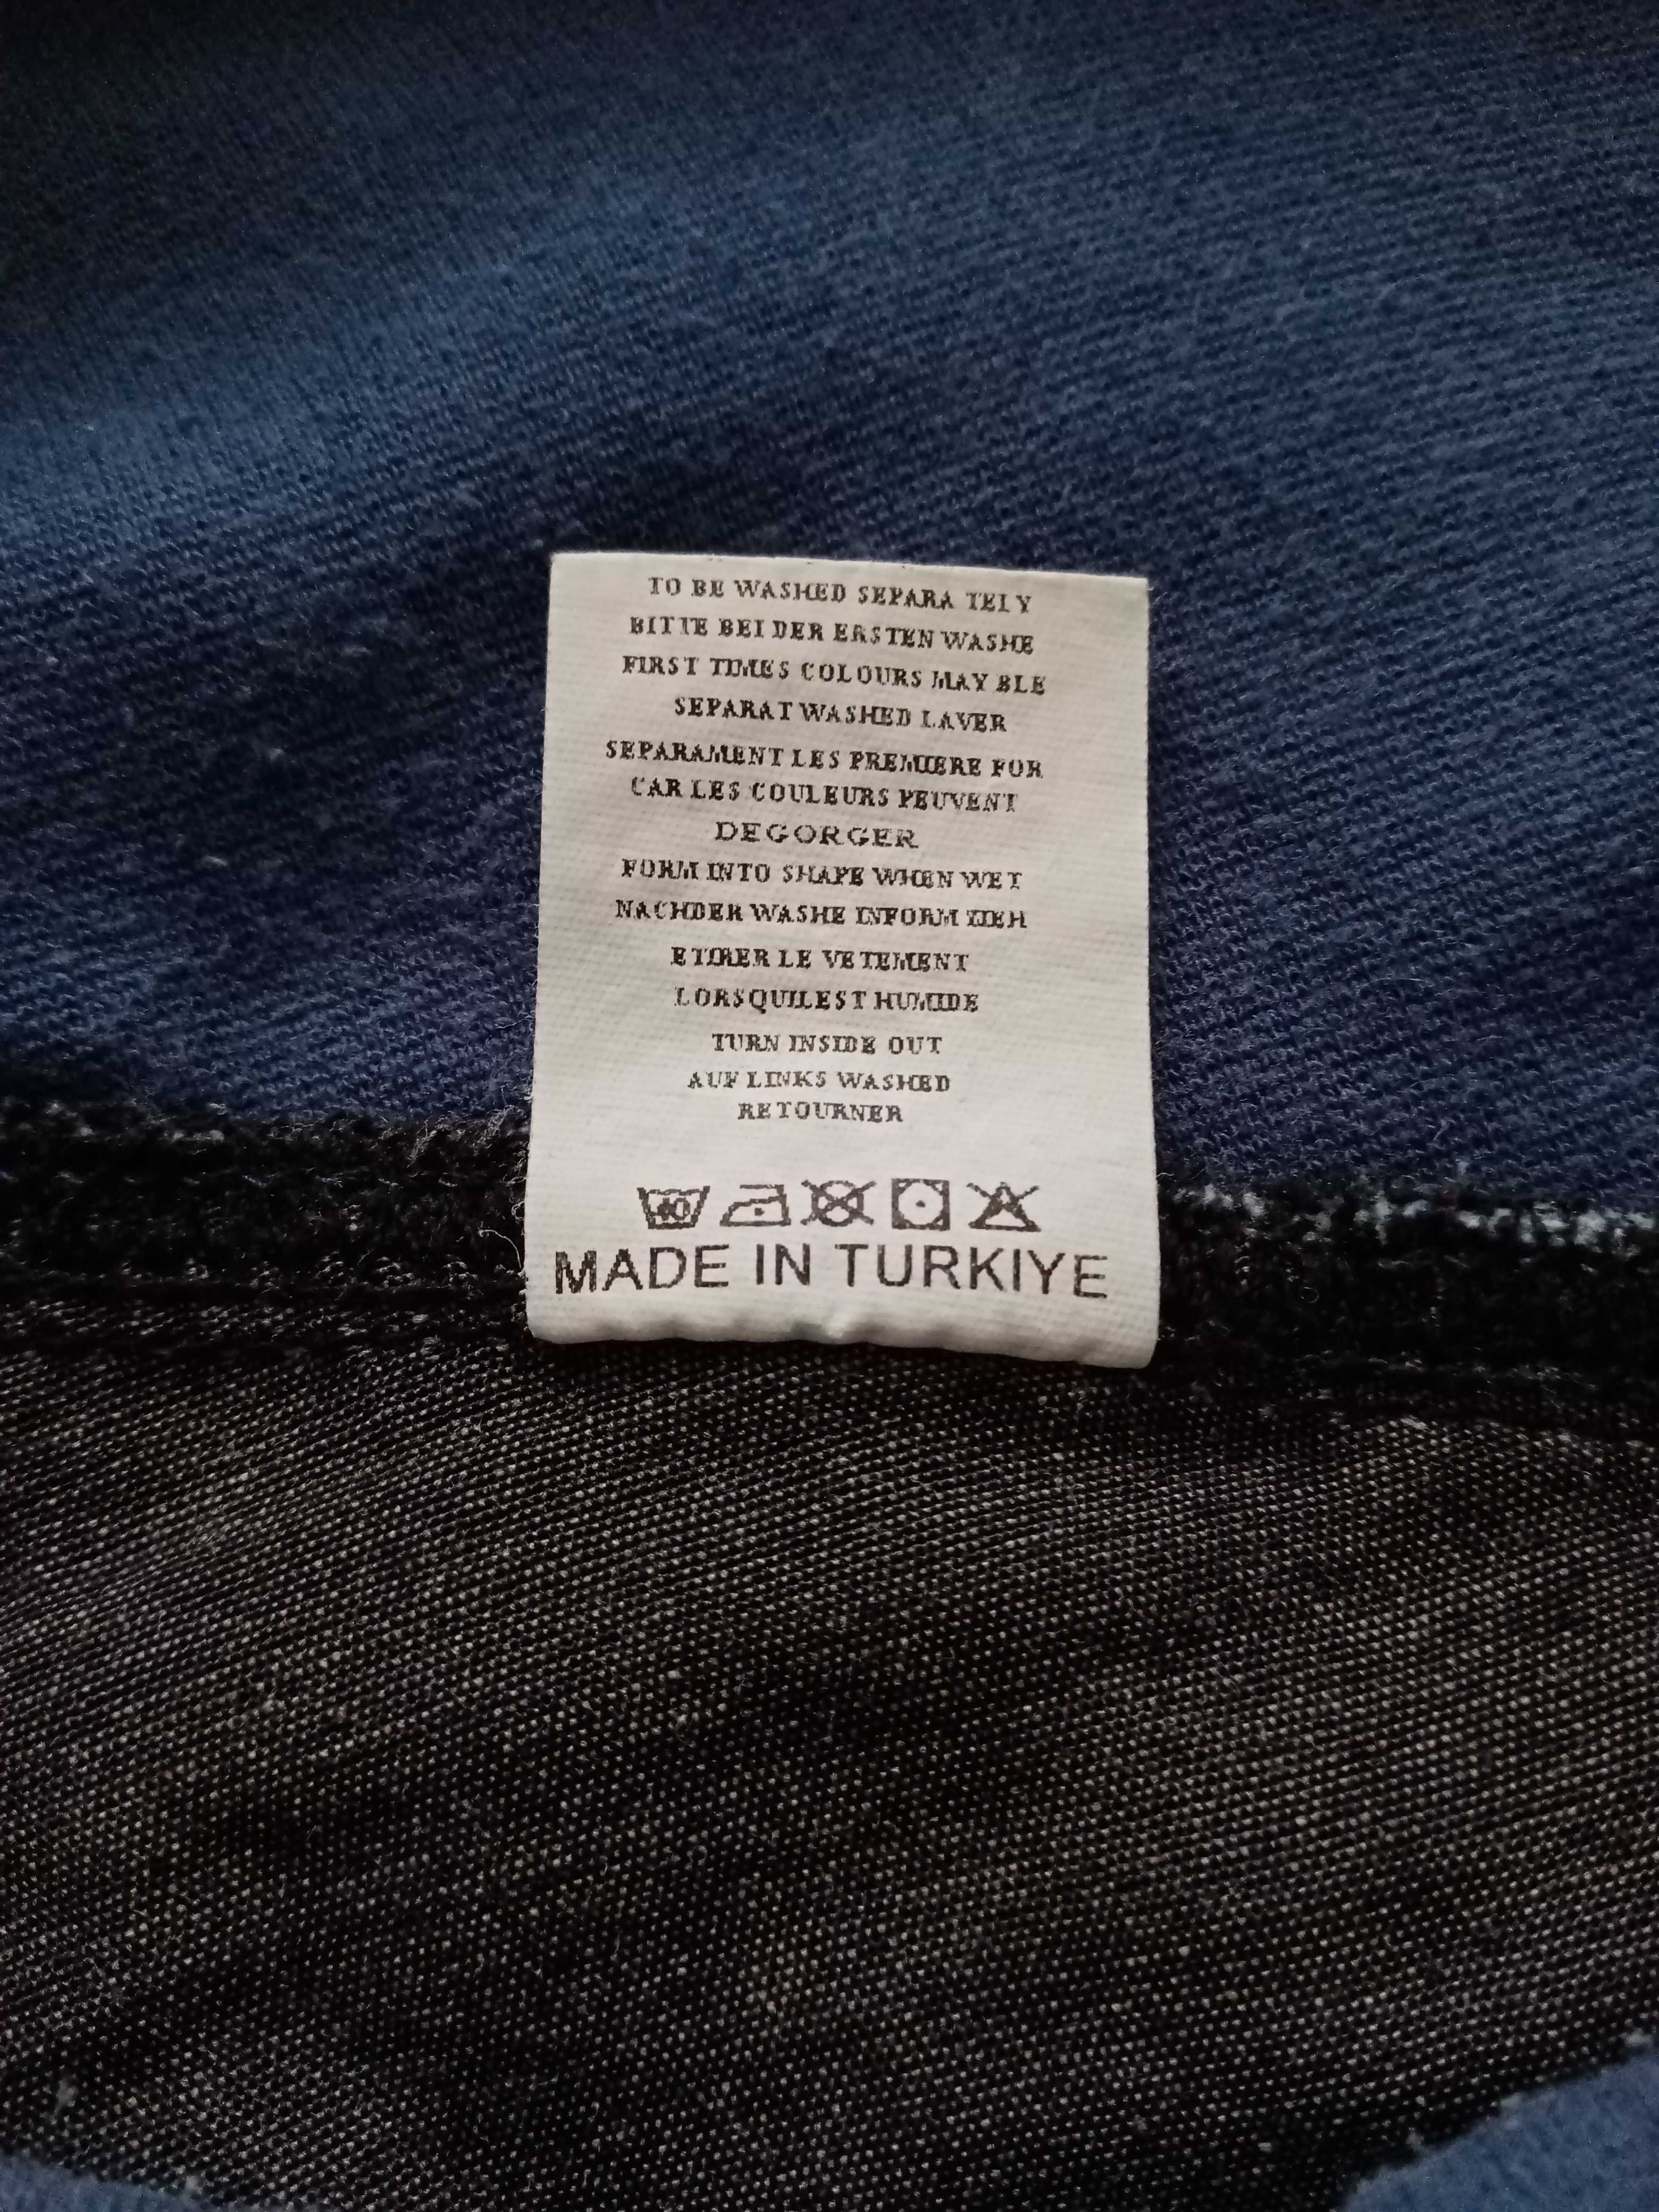 TO BE WASHED SEPARA TELY
BITTE BEI DER ERSTEN WASHE
FIRST TIMES COLOURS MAY BLE
SEPARAT WASHED LAVER
SEPARAMENT LES PREMIERE FOR
CAR LES COULEURS PEUVENT
DEGORGER
FORM INTO SHAPE WHEN WET
NACHDER WASHE INFORM ZIEH
ETIRER LE VETEMENT
LORSQUILEST HUMIDE
TURN INSIDE OUT
AUF LINKS WASHED
RETOURNER
40
MADE IN TURKIYE